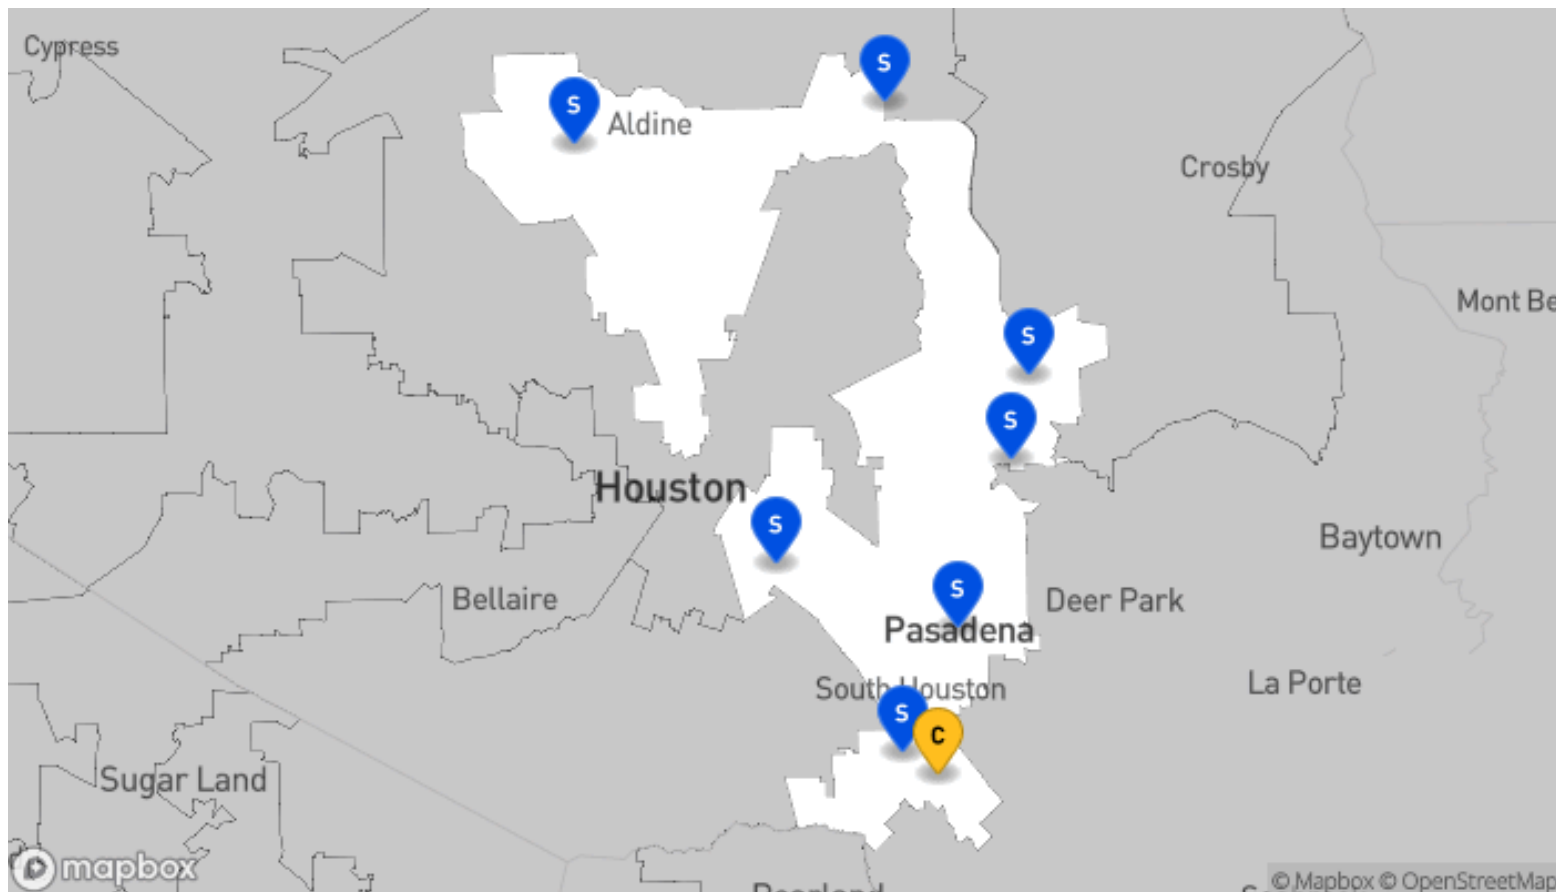 Cypress
S
S
Aldine
Crosby
Mont Be
S
S
Houston
S
Baytown
S
Bellaire
Deer Park
Pasadena
La Porte
South Houston
S
C
Sugar Land
mapbox
© Mapbox © OpenStreetMap